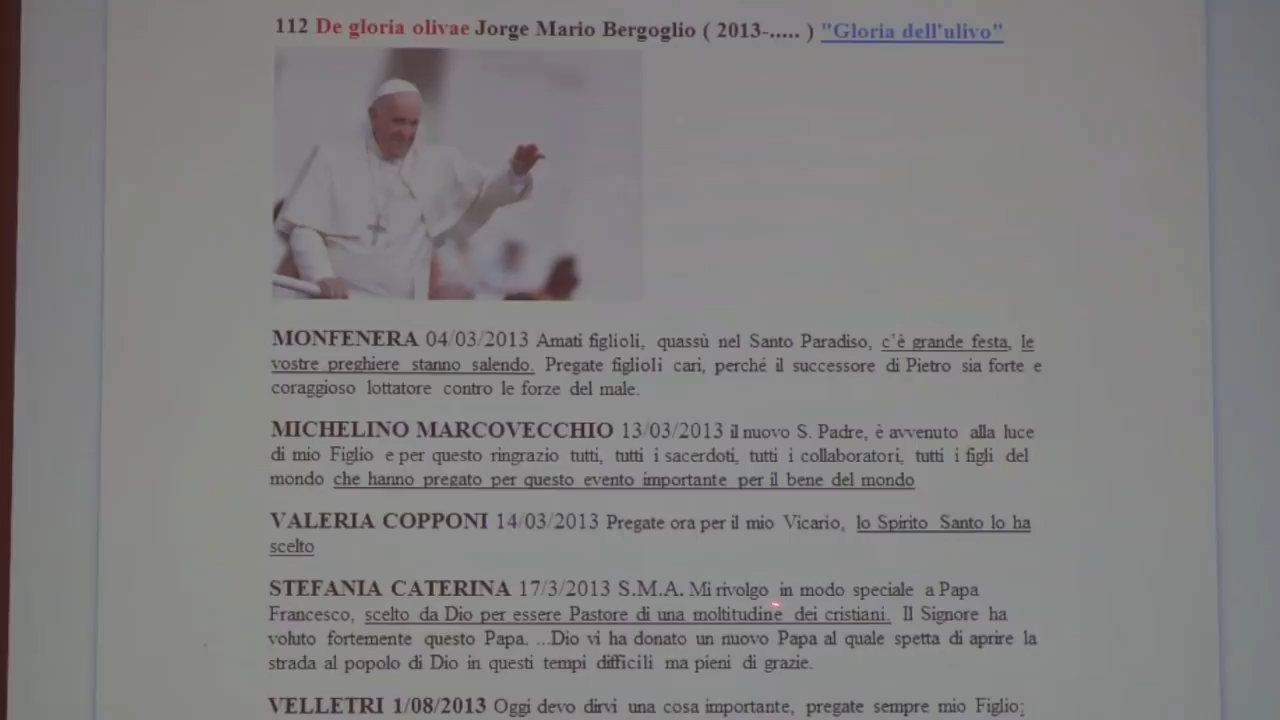 112 De gloria olivae Jorge Mario Bergoglio ( 2013-..... ) "Gloria dell'ulivo"
MONFENERA 04/03/2013 Amati figlioli, quassù nel Santo Paradiso, c'è grande festa, le
vostre preghiere stanno salendo. Pregate figlioli cari, perché il successore di Pietro sia forte e
coraggioso lottatore contro le forze del male.
MICHELINO MARCOVECCHIO 13/03/2013 il nuovo S. Padre, è avvenuto alla luce
di mio Figlio e per questo ringrazio tutti, tutti i sacerdoti, tutti i collaboratori, tutti i figli del
mondo che hanno pregato per questo evento importante per il bene del mondo
VALERIA COPPONI 14/03/2013 Pregate ora per il mio Vicario, lo Spirito Santo lo ha
scelto
STEFANIA CATERINA 17/3/2013 S.M.A. Mi rivolgo in modo speciale a Papa
Francesco, scelto da Dio per essere Pastore di una moltitudine dei cristiani. Il Signore ha
voluto fortemente questo Papa. ...Dio vi ha donato un nuovo Papa al quale spetta di aprire la
strada al popolo di Dio in questi tempi difficili ma pieni di grazie.
VELLETRI 1/08/2013 Oggi devo dirvi una cosa importante, pregate sempre mio Figlio;